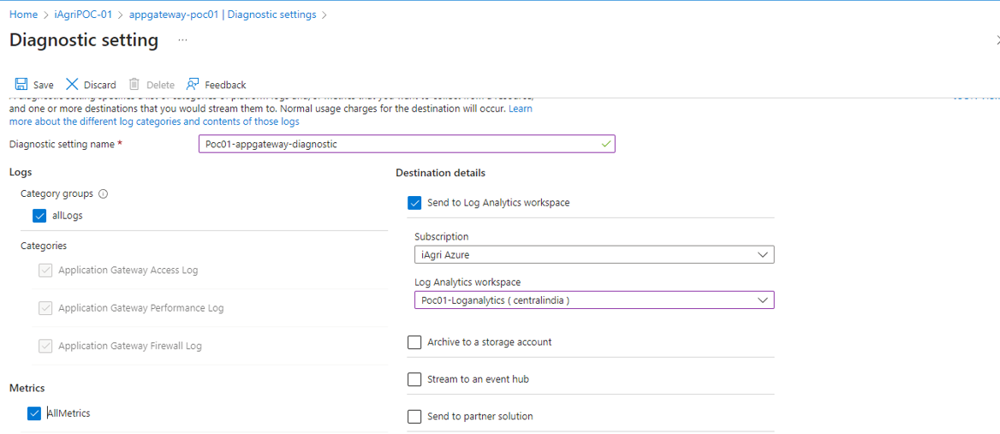 Home > iAgriPOC-01 > appgateway-poc01 | Diagnostic settings >
Diagnostic setting ...
Save Discard Delete Feedback
and one or more destinations that you would stream them to. Normal usage charges for the destination will occur. Learn
more about the different log categories and contents of those logs
Diagnostic setting name *
Poc01-appgateway-diagnostic
Logs
Category groups
allLogs
Categories
Application Gateway Access Log
Application Gateway Performance Log
Application Gateway Firewall Log
Metrics
AllMetrics
Destination details
Send to Log Analytics workspace
Subscription
iAgri Azure
Log Analytics workspace
Poc01-Loganalytics ( centralindia )
Archive to a storage account
Stream to an event hub
Send to partner solution